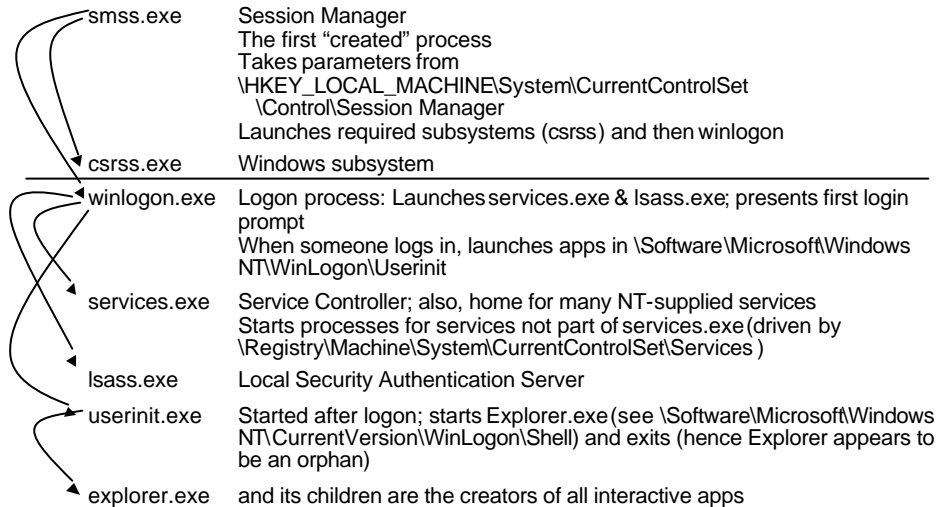 smss.exe Session Manager
The first “created” process
Takes parameters from
\HKEY_LOCAL_MACHINE\System\CurrentControlSet
\Control\Session Manager
Launches required subsystems (csrss) and then winlogon
csrss.exe Windows subsystem
winlogon.exe Logon process: Launches services.exe & lsass.exe; presents first login
prompt
When someone logs in, launches apps in \Software\Microsoft\Windows
NT\WinLogon\Userinit
services.exe Service Controller; also, home for many NT-supplied services
Starts processes for services not part of services.exe (driven by
\Registry\Machine\System\CurrentControlSet\Services )
lsass.exe Local Security Authentication Server
userinit.exe Started after logon; starts Explorer.exe (see \Software\Microsoft\Windows
NT\CurrentVersion\WinLogon\Shell) and exits (hence Explorer appears to
be an orphan)
explorer.exe and its children are the creators of all interactive apps